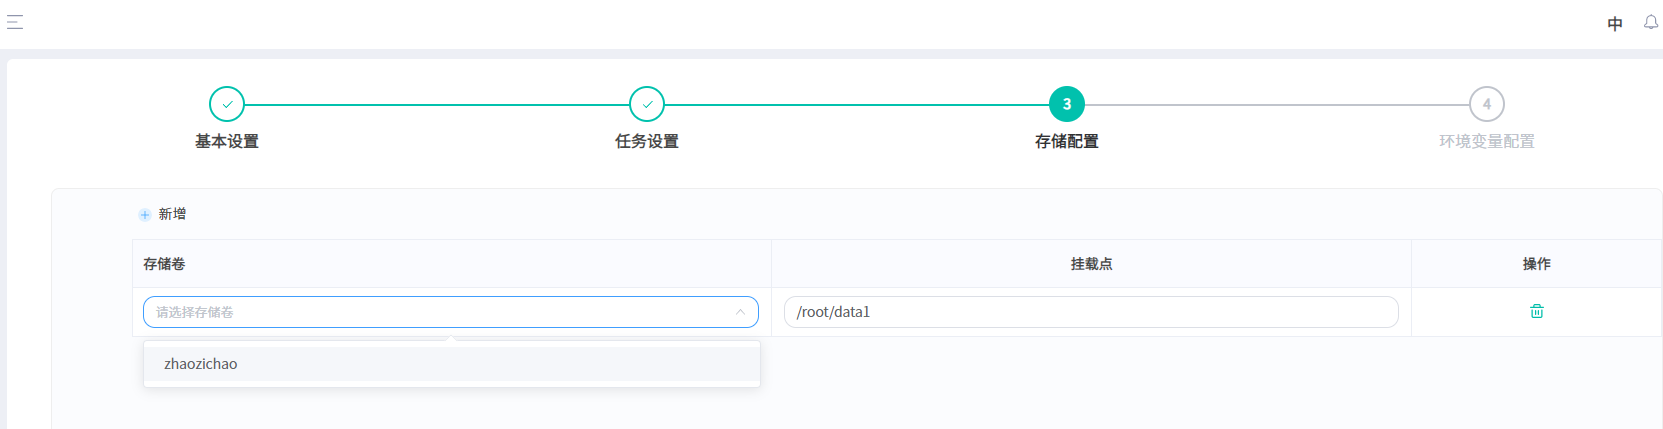 中
3 4
基本设置 任务设置 存储配置 环境变量配置
新增
存储卷 挂载点 操作
请选择存储卷 /root/data1
zhaozichao